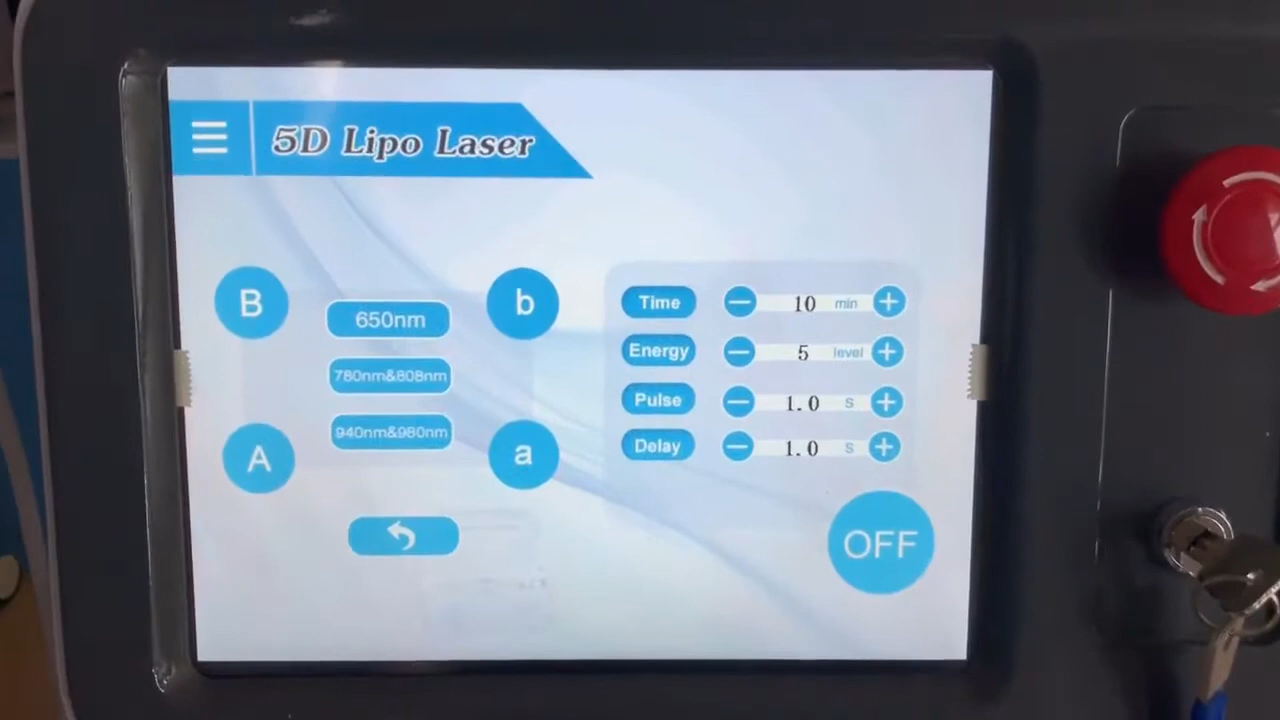 5D Lipo Laser
B
650nm
b
780nm&808nm
940nm&980nm
A
a
Time 10 min
Energy 5 level
Pulse 1.0 S
Delay 1.0 S
OFF